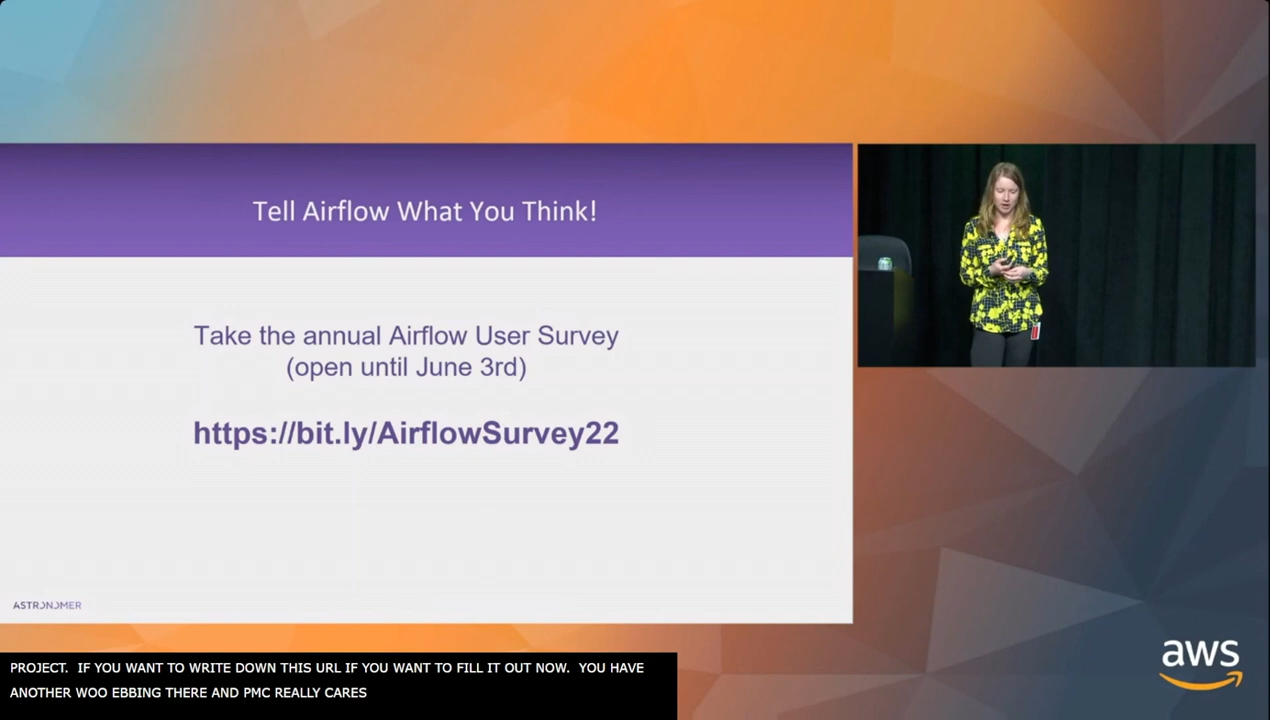 Tell Airflow What You Think!
Take the annual Airflow User Survey
(open until June 3rd)
https://bit.ly/AirflowSurvey22
ASTRONOMER
aws
PROJECT.  IF YOU WANT TO WRITE DOWN THIS URL IF YOU WANT TO FILL IT OUT NOW.  YOU HAVE
ANOTHER WOO EBBING THERE AND PMC REALLY CARES